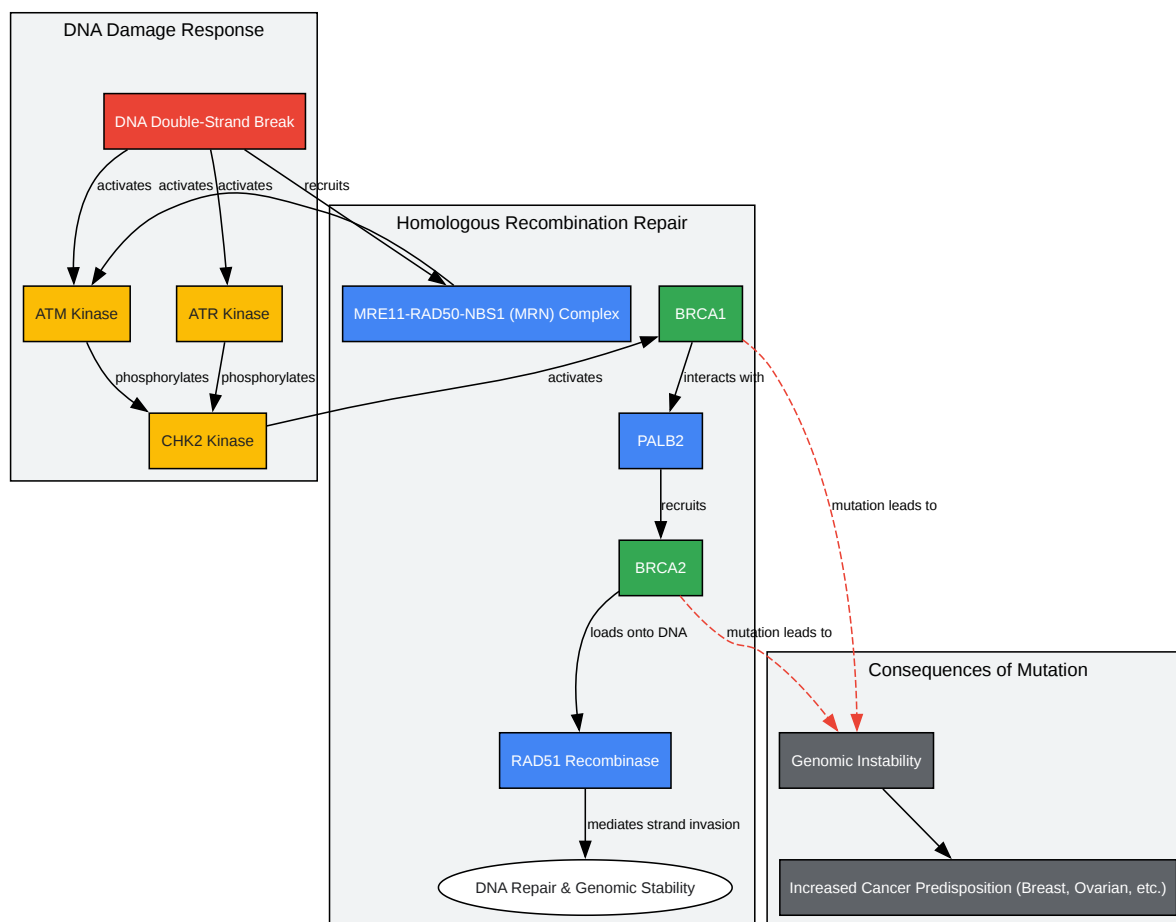 DNA Damage Response
DNA Double-Strand Break
activates
activates
activates
recruits
Homologous Recombination Repair
ATM Kinase
ATR Kinase
MRE11-RAD50-NBS1 (MRN) Complex
BRCA1
phosphorylates
phosphorylates
activates
interacts with
CHK2 Kinase
PALB2
recruits
mutation leads to
BRCA2
loads onto DNA
mutation leads to
Consequences of Mutation
RAD51 Recombinase
Genomic Instability
mediates strand invasion
DNA Repair & Genomic Stability
Increased Cancer Predisposition (Breast, Ovarian, etc.)